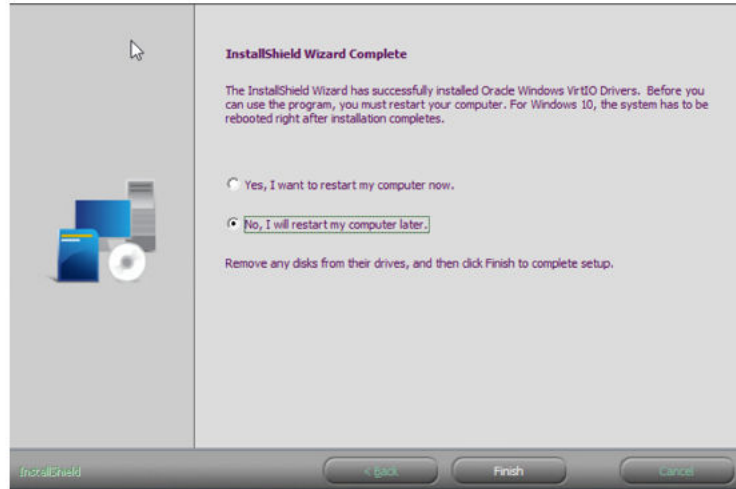 InstallShield Wizard Complete
The InstallShield Wizard has successfully installed Oracle Windows VirtIO Drivers. Before you
can use the program, you must restart your computer. For Windows 10, the system has to be
rebooted right after installation completes.
Yes, I want to restart my computer now.
No, I will restart my computer later.
Remove any disks from their drives, and then click Finish to complete setup.
InstallShield
< Back
Finish
Cancel